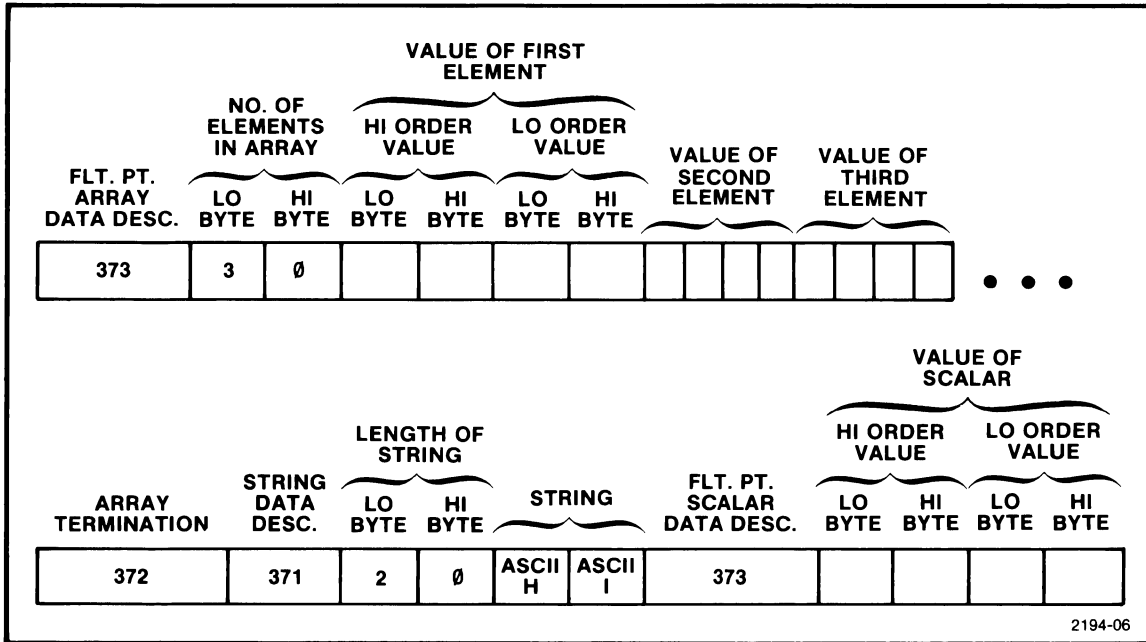 VALUE OF FIRST
ELEMENT
NO. OF
ELEMENTS
IN ARRAY
HI ORDER
VALUE
LO ORDER
VALUE
VALUE OF
SECOND
ELEMENT
VALUE OF
THIRD
ELEMENT
FLT. PT.
ARRAY
DATA DESC.
LO
BYTE
HI
BYTE
LO
BYTE
HI
BYTE
LO
BYTE
HI
BYTE
373 3 Ø
• • •
VALUE OF
SCALAR
LENGTH OF
STRING
HI ORDER
VALUE
LO ORDER
VALUE
ARRAY
TERMINATION
STRING
DATA
DESC.
LO
BYTE
HI
BYTE
STRING
FLT. PT.
SCALAR
DATA DESC.
LO
BYTE
HI
BYTE
LO
BYTE
HI
BYTE
372 371 2 Ø ASCII H ASCII I 373
2194-06